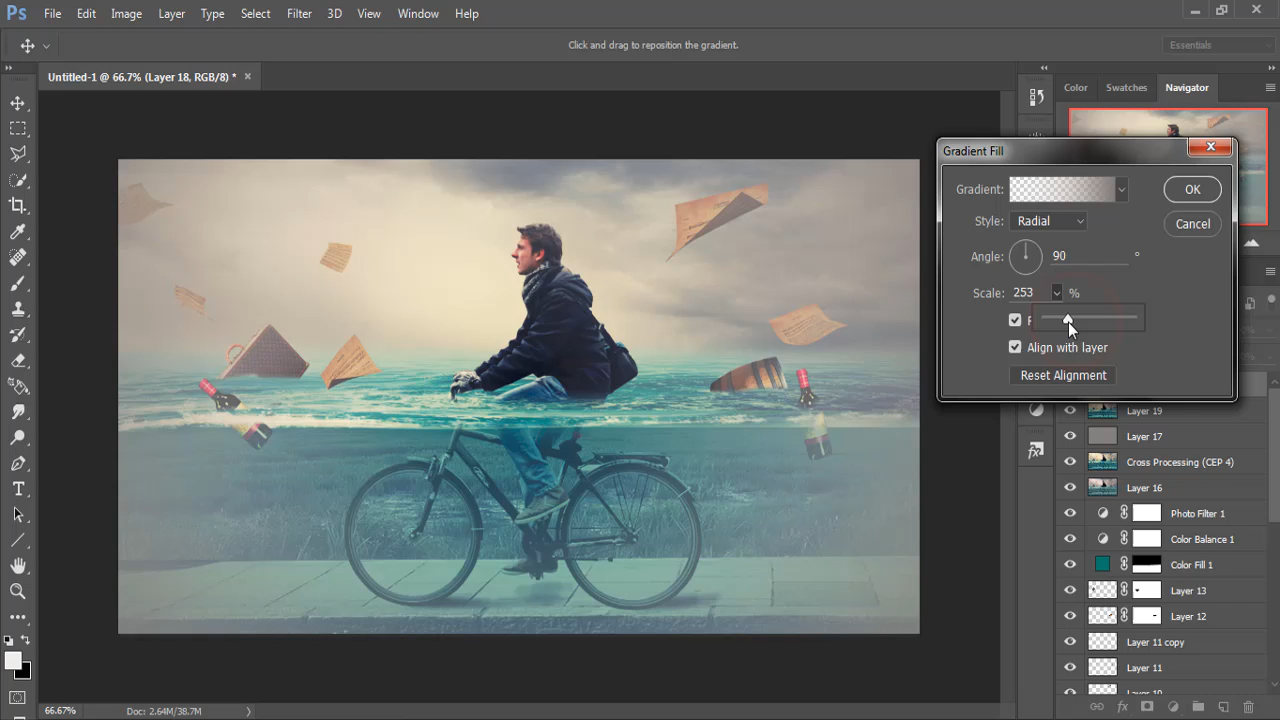 Ps File Edit Image Layer Type Select Filter 3D View Window Help
Click and drag to reposition the gradient.
Essentials
Untitled-1 @ 66.7% (Layer 18, RGB/8) * ×
Color Swatches Navigator
Gradient Fill
Gradient:
OK
Style: Radial
Cancel
Angle: 90 °
Scale: 253 %
Align with layer
Reset Alignment
Layer 19
Layer 17
Cross Processing (CEP 4)
Layer 16
Photo Filter 1
Color Balance 1
Color Fill 1
Layer 13
Layer 12
Layer 11 copy
Layer 11
Layer 10
66.67% Doc: 2.64M/38.7M